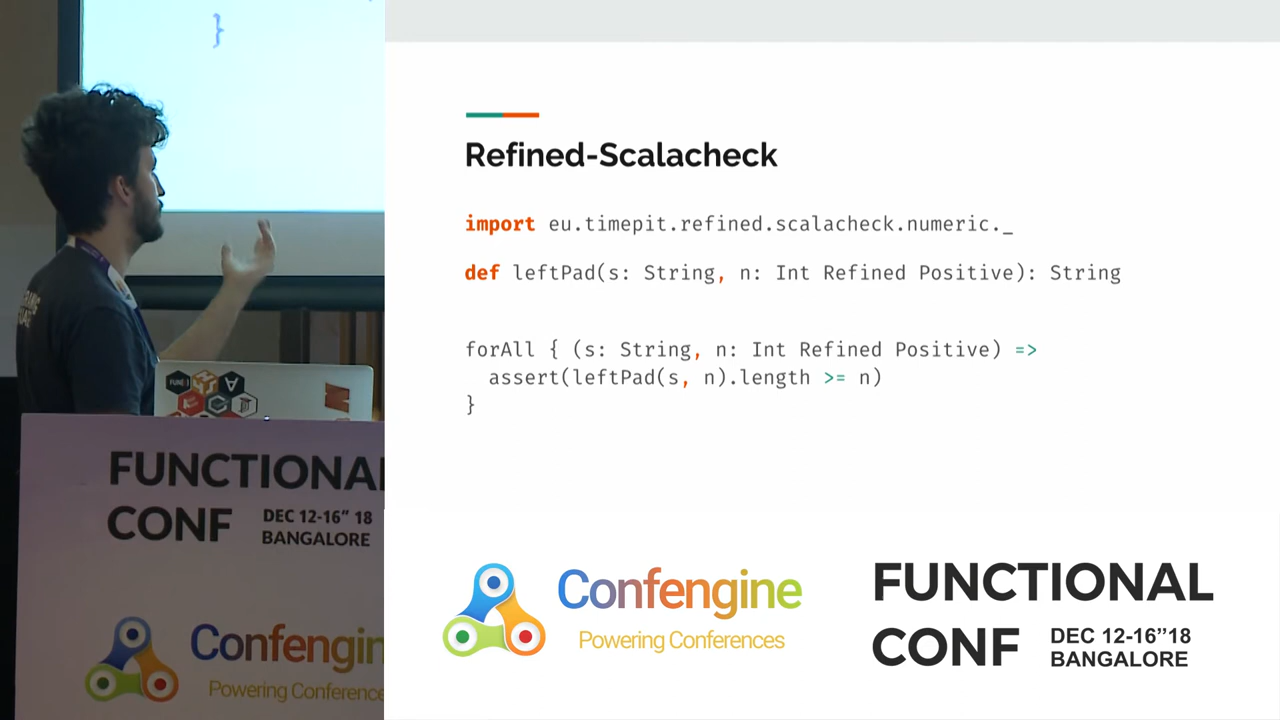 }
Refined-Scalacheck
import eu.timepit.refined.scalacheck.numeric._
def leftPad(s: String, n: Int Refined Positive): String
forAll { (s: String, n: Int Refined Positive) =>
  assert(leftPad(s, n).length >= n)
}
FUNCTIONAL
CONF DEC 12-16" 18
BANGALORE
Confengin
Powering Conference
Confengine
Powering Conferences
FUNCTIONAL
CONF DEC 12-16”18
BANGALORE